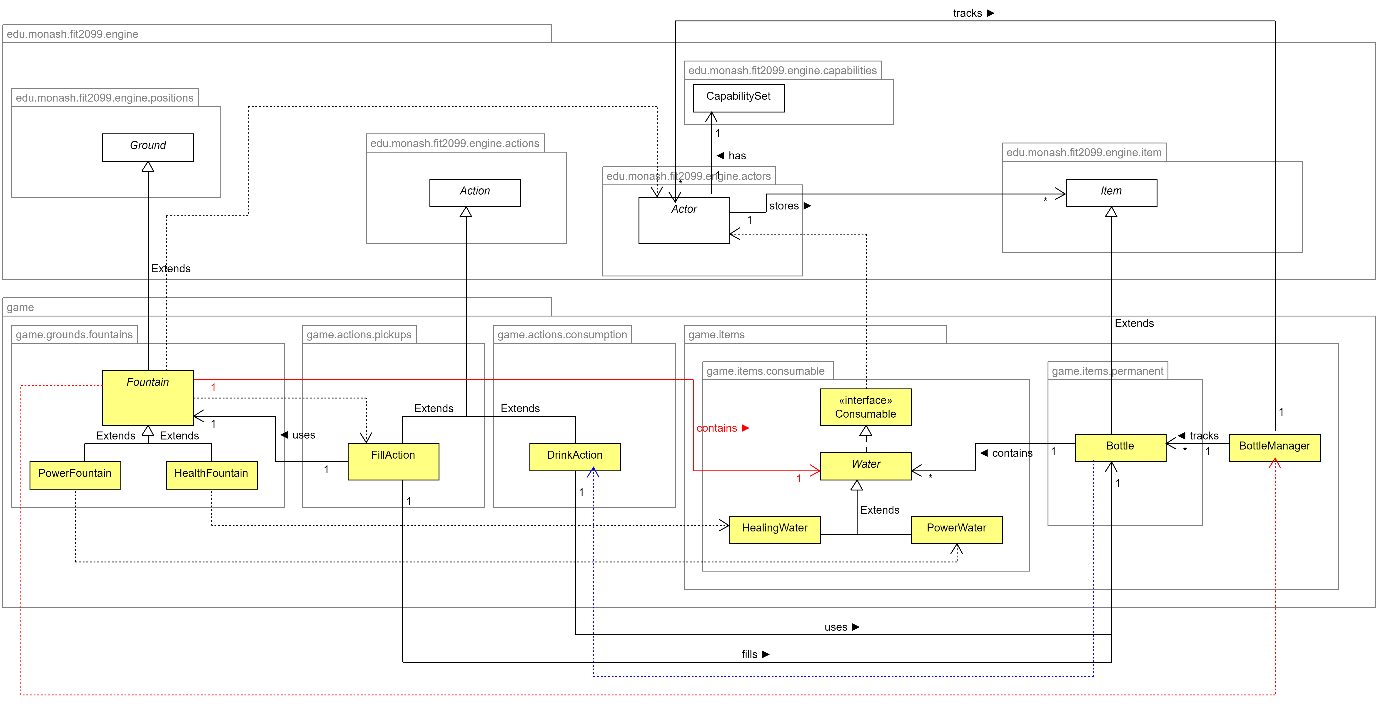 tracks ►
edu.monash.fit2099.engine
edu.monash.fit2099.engine.capabilities
CapabilitySet
edu.monash.fit2099.engine.positions
Ground
edu.monash.fit2099.engine.actions
Action
1
◄ has
1
edu.monash.fit2099.engine.actors
*
Actor
1
stores ►
*
edu.monash.fit2099.engine.item
Item
Extends
Extends
game
game.grounds.fountains
game.actions.pickups
game.actions.consumption
game.items
game.items.consumable
game.items.permanent
Fountain
1
1
◄ uses
1
Extends
Extends
Extends
Extends
«interface»
Consumable
contains ►
1
1
PowerFountain
HealthFountain
FillAction
1
DrinkAction
1
Water
*
◄ contains
1
Bottle
1
◄ tracks
*
1
BottleManager
Extends
HealingWater
PowerWater
uses ►
fills ►